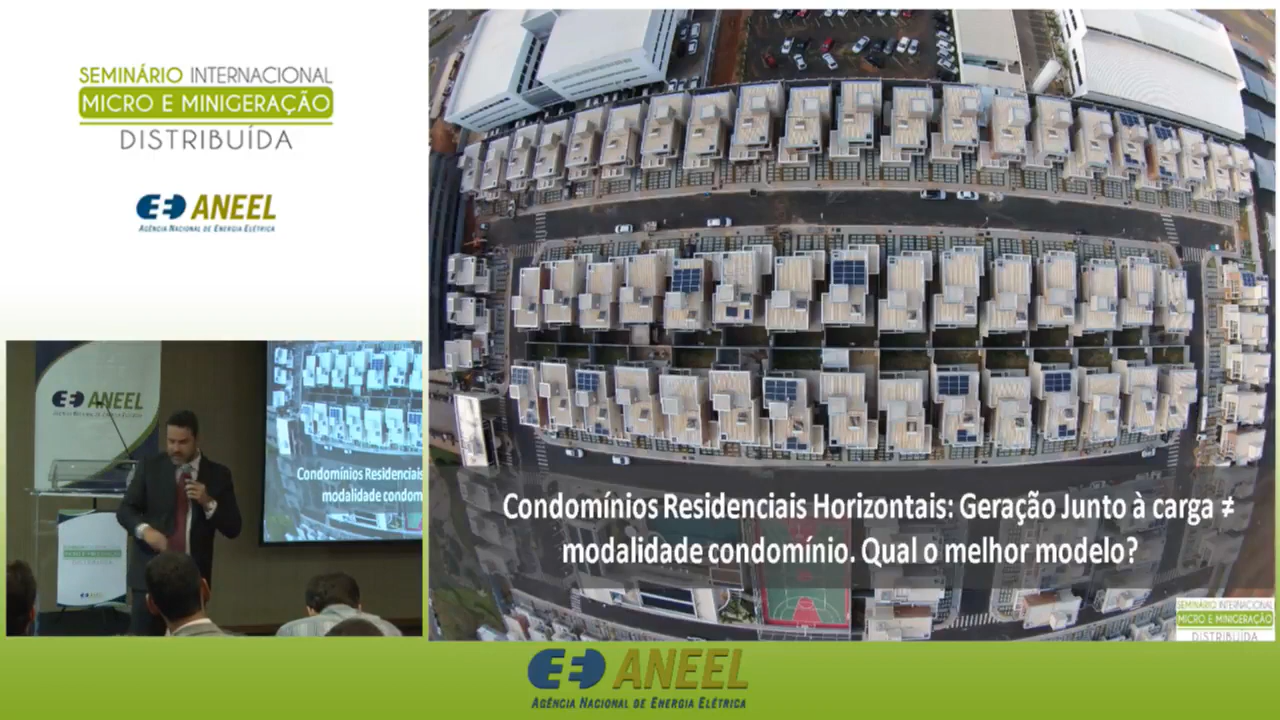 SEMINÁRIO INTERNACIONAL
MICRO E MINIGERAÇÃO
DISTRIBUÍDA
ANEEL
AGÊNCIA NACIONAL DE ENERGIA ELÉTRICA
ANEEL
Condomínios Residenciais
modalidade condom
Condomínios Residenciais Horizontais: Geração Junto à carga ≠
modalidade condomínio. Qual o melhor modelo?
SEMINÁRIO INTERNACIONAL
MICRO E MINIGERAÇÃO
DISTRIBUÍDA
ANEEL
AGÊNCIA NACIONAL DE ENERGIA ELÉTRICA